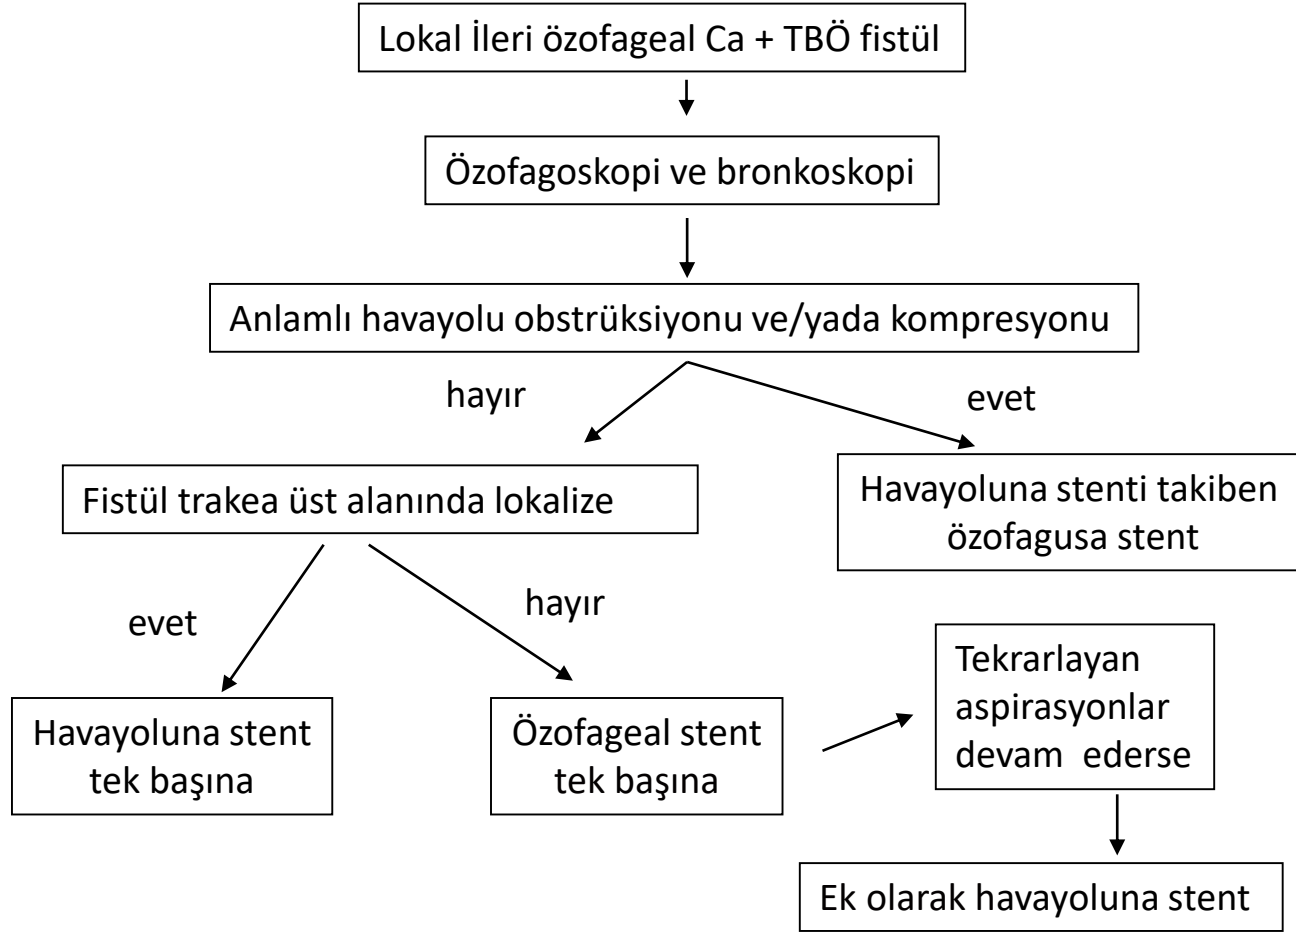 Lokal İleri özofageal Ca + TBÖ fistül
Özofagoskopi ve bronkoskopi
Anlamlı havayolu obstrüksiyonu ve/yada kompresyonu
hayır
evet
Fistül trakea üst alanında lokalize
Havayoluna stenti takiben
özofagusa stent
evet
hayır
Havayoluna stent
tek başına
Özofageal stent
tek başına
Tekrarlayan
aspirasyonlar
devam ederse
Ek olarak havayoluna stent